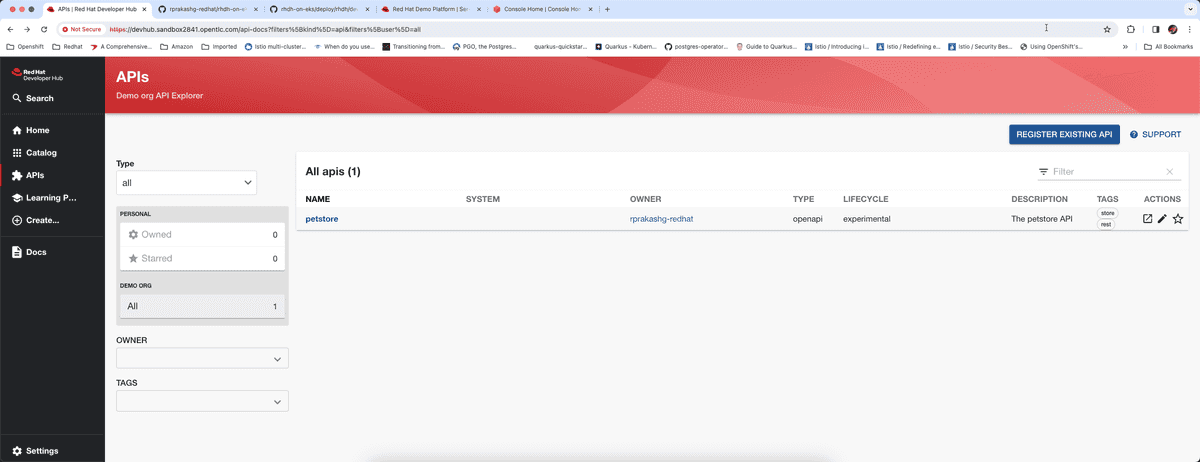 APIs | Red Hat Developer Hub
rprakashg-redhat/rhdh-on-ek
rhdh-on-eks/deploy/rhdh/de
Red Hat Demo Platform | Se
Console Home | Console Hom
Not Secure https://devhub.sandbox2841.opentlc.com/api-docs?filters%5Bkind%5D=api&filters%5Buser%5D=all
Openshift
Redhat
A Comprehensive...
Amazon
Imported
Istio multi-cluster...
When do you use...
Transitioning from...
PGO, the Postgres...
quarkus-quickstar...
Quarkus - Kubern...
postgres-operator...
Guide to Quarkus...
Istio / Introducing i...
Istio / Redefining e...
Istio / Security Bes...
Using OpenShift's...
»
All Bookmarks
Red Hat
Developer Hub
Search
Home
Catalog
APIs
Learning P...
Create...
Docs
Settings
APIs
Demo org API Explorer
REGISTER EXISTING API
SUPPORT
Type
all
PERSONAL
Owned 0
Starred 0
DEMO ORG
All 1
OWNER
TAGS
All apis (1)
Filter
NAME SYSTEM OWNER TYPE LIFECYCLE DESCRIPTION TAGS ACTIONS
petstore rprakashg-redhat openapi experimental The petstore API store
rest